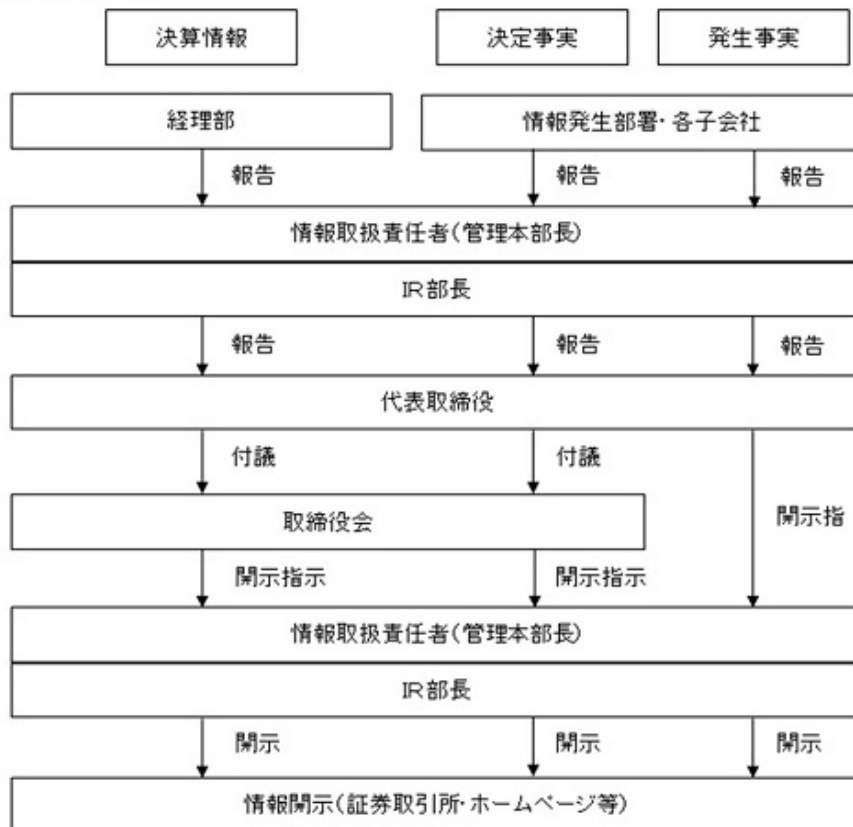 決算情報 決定事実 発生事実
経理部 情報発生部署・各子会社
報告 報告 報告
情報取扱責任者(管理本部長)
IR部長
報告 報告 報告
代表取締役
付議 付議
取締役会
開示指
開示指示 開示指示
情報取扱責任者(管理本部長)
IR部長
開示 開示 開示
情報開示(証券取引所・ホームページ等)